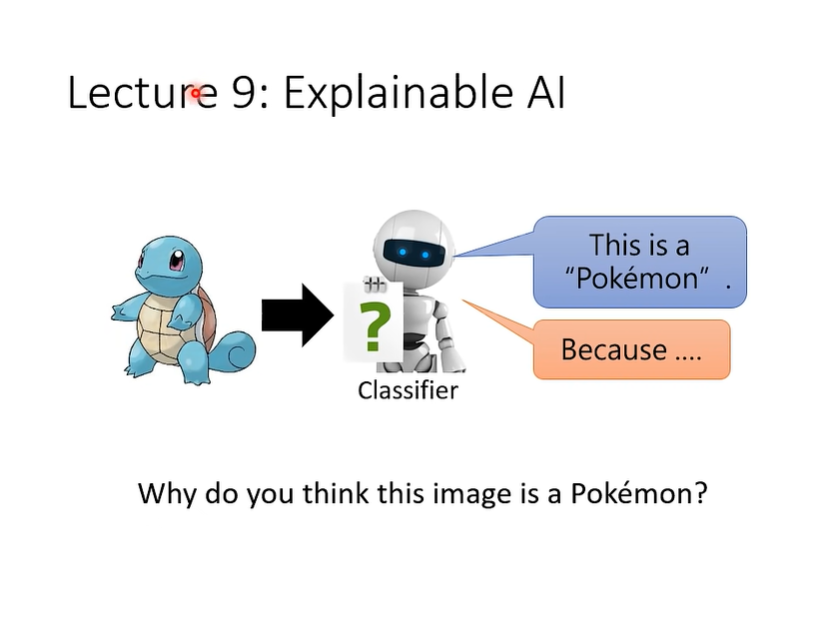 Lecture 9: Explainable AI
This is a
“Pokémon” .
?
Because ....
Classifier
Why do you think this image is a Pokémon?